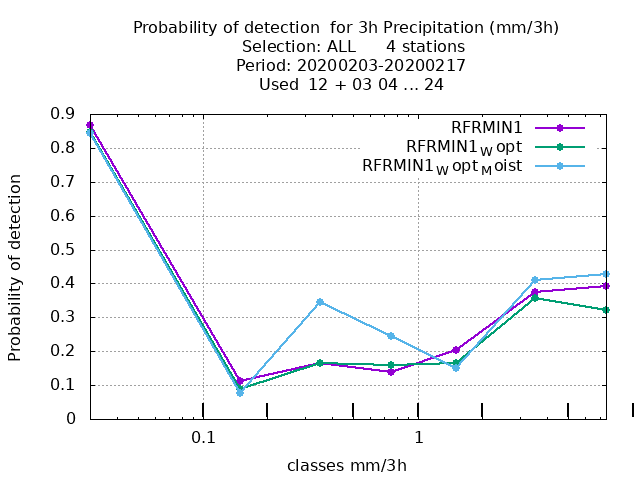 Probability of detection  for 3h Precipitation (mm/3h)
Selection: ALL      4 stations
Period: 20200203-20200217
Used  12 + 03 04 ... 24
RFRMIN1
RFRMIN1Wopt
RFRMIN1WoptMoist
0.9
0.8
0.7
0.6
0.5
0.4
0.3
0.2
0.1
0
Probability of detection
0.1 1
classes mm/3h